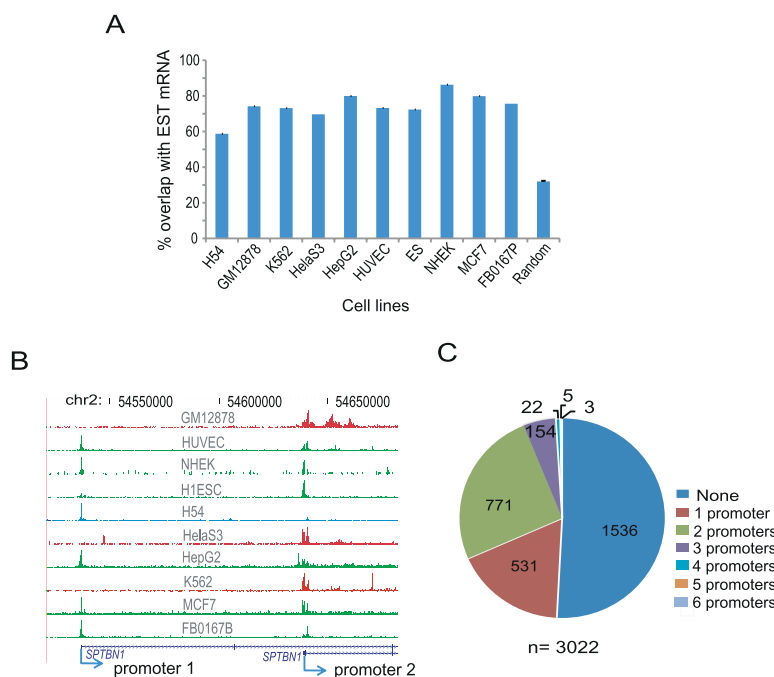 A
% overlap with EST mRNA
100
80
60
40
20
0
H54
GM12878
K562
HelaS3
HepG2
HUVEC
ES
NHEK
MCF7
FB0167P
Random
Cell lines
B
chr2: 54550000 54600000 54650000
GM12878
HUVEC
NHEK
H1ESC
H54
HelaS3
HepG2
K562
MCF7
FB0167B
SPTBN1 SPTBN1
promoter 1 promoter 2
C
5
22 3
154
771
1536
531
None
1 promoter
2 promoters
3 promoters
4 promoters
5 promoters
6 promoters
n= 3022